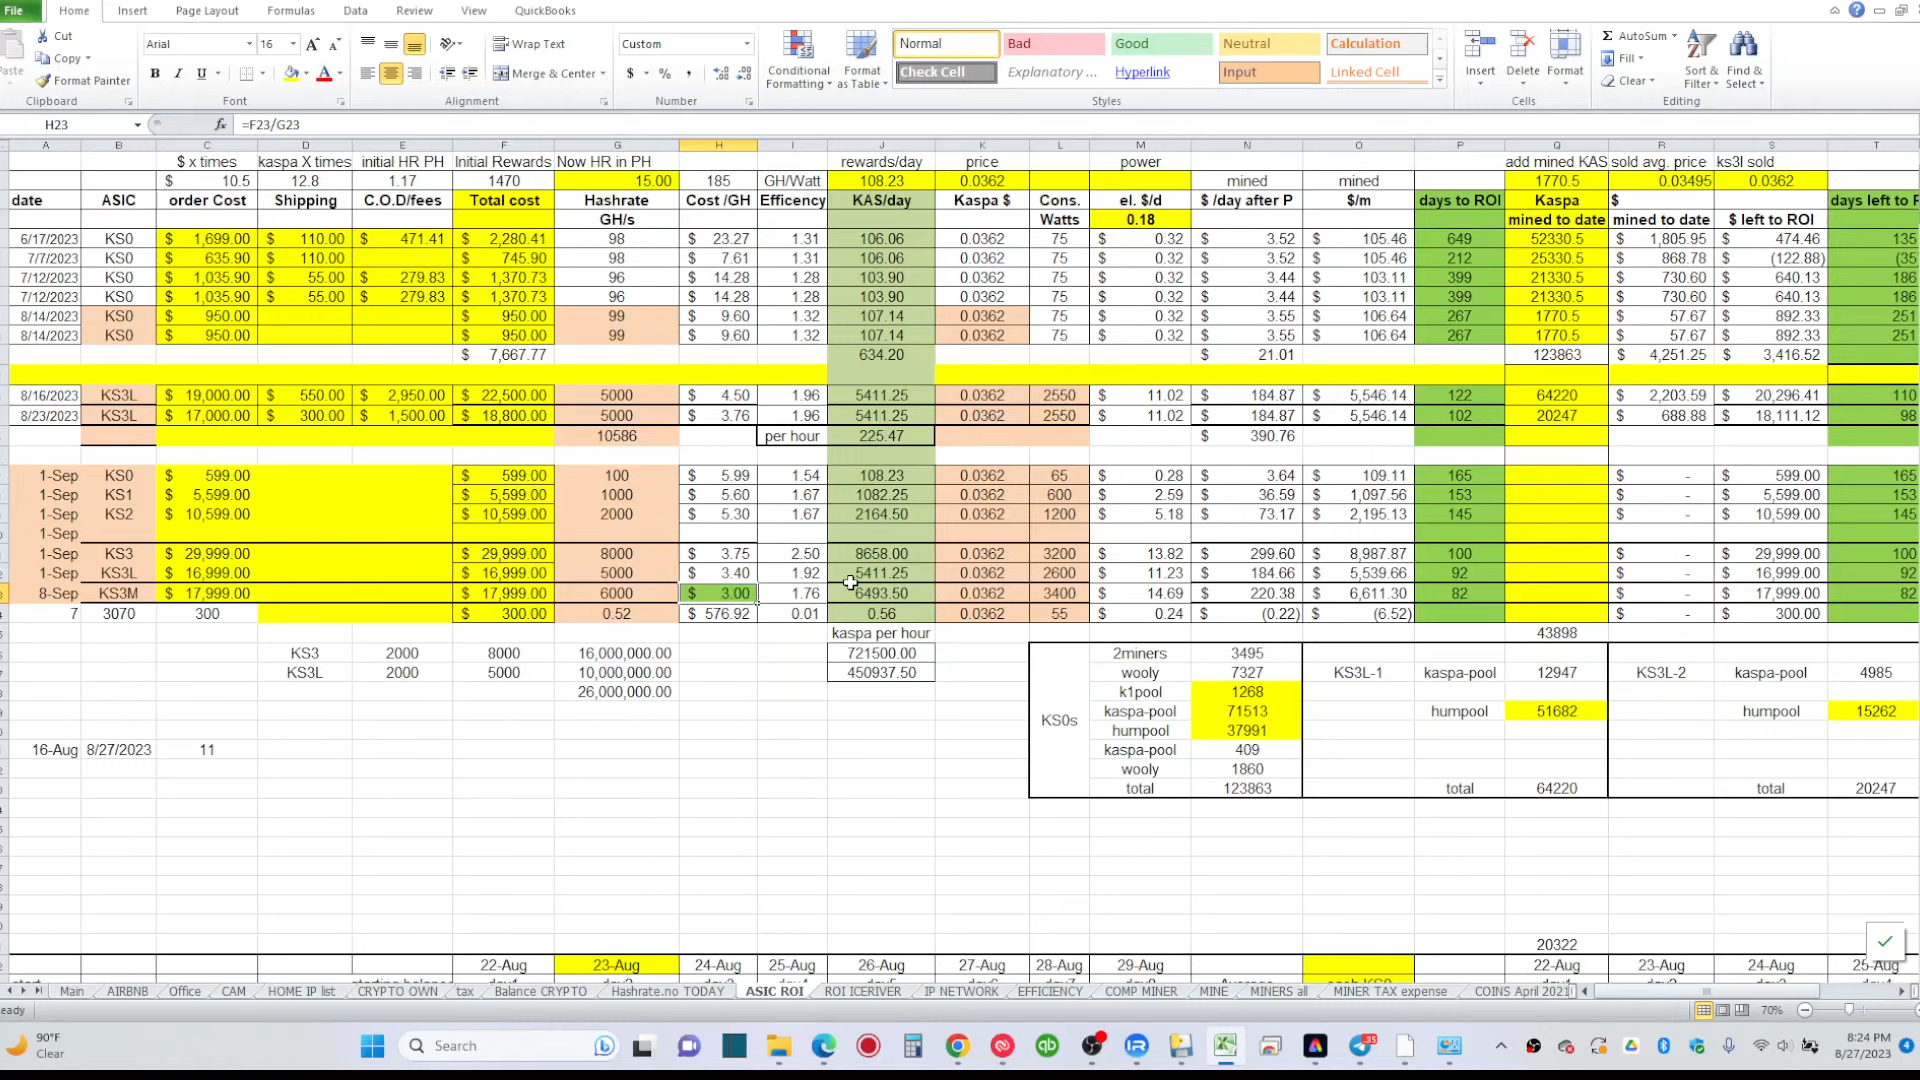 File Home Insert Page Layout Formulas Data Review View QuickBooks
Cut Arial 16 Wrap Text Custom Normal Bad Good Neutral Calculation AutoSum
Paste Copy Format Painter B I U Merge & Center $ % , Conditional Formatting Format as Table Check Cell Explanatory ... Hyperlink Input Linked Cell Insert Delete Format Fill Clear Sort & Filter Find & Select
Clipboard Font Alignment Number Styles Cells Editing
H23 fx =F23/G23
A B C D E F G H I J K L M N O P Q R S T
$ x times kaspa X times initial HR PH Initial Rewards Now HR in PH rewards/day price power add mined KAS sold avg. price ks3l sold
$ 10.5 12.8 1.17 1470 15.00 185 GH/Watt 108.23 0.0362 mined mined 1770.5 0.03495 0.0362
date ASIC order Cost Shipping C.O.D/fees Total cost Hashrate Cost /GH Efficency KAS/day Kaspa $ Cons. el. $/d $ /day after P $/m days to ROI Kaspa $ days left to
GH/s Watts 0.18 mined to date mined to date $ left to ROI
6/17/2023 KS0 $ 1,699.00 $ 110.00 $ 471.41 $ 2,280.41 98 $ 23.27 1.31 106.06 0.0362 75 $ 0.32 $ 3.52 $ 105.46 649 52330.5 $ 1,805.95 $ 474.46 135
7/7/2023 KS0 $ 635.90 $ 110.00 $ 745.90 98 $ 7.61 1.31 106.06 0.0362 75 $ 0.32 $ 3.52 $ 105.46 212 25330.5 $ 868.78 $ (122.88) (35
7/12/2023 KS0 $ 1,035.90 $ 55.00 $ 279.83 $ 1,370.73 96 $ 14.28 1.28 103.90 0.0362 75 $ 0.32 $ 3.44 $ 103.11 399 21330.5 $ 730.60 $ 640.13 186
7/12/2023 KS0 $ 1,035.90 $ 55.00 $ 279.83 $ 1,370.73 96 $ 14.28 1.28 103.90 0.0362 75 $ 0.32 $ 3.44 $ 103.11 399 21330.5 $ 730.60 $ 640.13 186
8/14/2023 KS0 $ 950.00 $ 950.00 99 $ 9.60 1.32 107.14 0.0362 75 $ 0.32 $ 3.55 $ 106.64 267 1770.5 $ 57.67 $ 892.33 251
8/14/2023 KS0 $ 950.00 $ 950.00 99 $ 9.60 1.32 107.14 0.0362 75 $ 0.32 $ 3.55 $ 106.64 267 1770.5 $ 57.67 $ 892.33 251
$ 7,667.77 634.20 $ 21.01 123863 $ 4,251.25 $ 3,416.52
8/16/2023 KS3L $ 19,000.00 $ 550.00 $ 2,950.00 $ 22,500.00 5000 $ 4.50 1.96 5411.25 0.0362 2550 $ 11.02 $ 184.87 $ 5,546.14 122 64220 $ 2,203.59 $ 20,296.41 110
8/23/2023 KS3L $ 17,000.00 $ 300.00 $ 1,500.00 $ 18,800.00 5000 $ 3.76 1.96 5411.25 0.0362 2550 $ 11.02 $ 184.87 $ 5,546.14 102 20247 $ 688.88 $ 18,111.12 98
10586 per hour 225.47 $ 390.76
1-Sep KS0 $ 599.00 $ 599.00 100 $ 5.99 1.54 108.23 0.0362 65 $ 0.28 $ 3.64 $ 109.11 165 $ - $ 599.00 165
1-Sep KS1 $ 5,599.00 $ 5,599.00 1000 $ 5.60 1.67 1082.25 0.0362 600 $ 2.59 $ 36.59 $ 1,097.56 153 $ - $ 5,599.00 153
1-Sep KS2 $ 10,599.00 $ 10,599.00 2000 $ 5.30 1.67 2164.50 0.0362 1200 $ 5.18 $ 73.17 $ 2,195.13 145 $ - $ 10,599.00 145
1-Sep
1-Sep KS3 $ 29,999.00 $ 29,999.00 8000 $ 3.75 2.50 8658.00 0.0362 3200 $ 13.82 $ 299.60 $ 8,987.87 100 $ - $ 29,999.00 100
1-Sep KS3L $ 16,999.00 $ 16,999.00 5000 $ 3.40 1.92 5411.25 0.0362 2600 $ 11.23 $ 184.66 $ 5,539.66 92 $ - $ 16,999.00 92
8-Sep KS3M $ 17,999.00 $ 17,999.00 6000 $ 3.00 1.76 6493.50 0.0362 3400 $ 14.69 $ 220.38 $ 6,611.30 82 $ - $ 17,999.00 82
7 3070 300 $ 300.00 0.52 $ 576.92 0.01 0.56 0.0362 55 $ 0.24 $ (0.22) $ (6.52) $ - $ 300.00
kaspa per hour 43898
KS3 2000 8000 16,000,000.00 721500.00 2miners 3495
KS3L 2000 5000 10,000,000.00 450937.50 wooly 7327 KS3L-1 kaspa-pool 12947 KS3L-2 kaspa-pool 4985
26,000,000.00 k1pool 1268
KS0s kaspa-pool 71513 humpool 51682 humpool 15262
humpool 37991
16-Aug 8/27/2023 11 kaspa-pool 409
wooly 1860
total 123863 total 64220 total 20247
20322
22-Aug 23-Aug 24-Aug 25-Aug 26-Aug 27-Aug 28-Aug 29-Aug 22-Aug 23-Aug 24-Aug 25-Aug
Main AIRBNB Office CAM HOME IP list CRYPTO OWN tax Balance CRYPTO Hashrate.no TODAY ASIC ROI ROI ICERIVER IP NETWORK EFFICIENCY COMP MINER MINE MINERS all MINER TAX expense COINS April 2021
eady 70%
90°F
Clear
Search
35
8:24 PM
8/27/2023
4